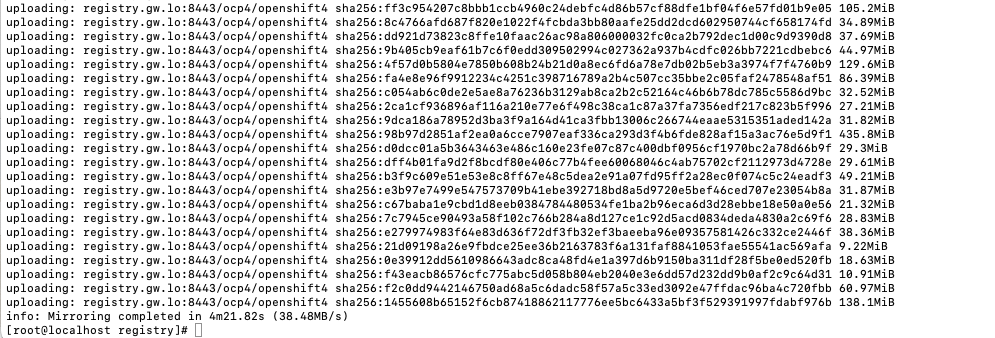 uploading: registry.gw.lo:8443/ocp4/openshift4 sha256:ff3c954207c8bbb1ccb4960c24debfc4d86b57cf88dfe1bf04f6e57fd01b9e05 105.2MiB
uploading: registry.gw.lo:8443/ocp4/openshift4 sha256:8c4766afd687f820e1022f4fcbda3bb80aafe25dd2dcd602950744cf658174fd 34.89MiB
uploading: registry.gw.lo:8443/ocp4/openshift4 sha256:dd921d73823c8ffe10faac26ac98a806000032fc0ca2b792dec1d00c9d9390d8 37.69MiB
uploading: registry.gw.lo:8443/ocp4/openshift4 sha256:9b405cb9eaf61b7c6f0edd309502994c027362a937b4cdfc026bb7221cdbebc6 44.97MiB
uploading: registry.gw.lo:8443/ocp4/openshift4 sha256:4f57d0b5804e7850b608b24b21d0a8ec6fd6a78e7db02b5eb3a3974f7f4760b9 129.6MiB
uploading: registry.gw.lo:8443/ocp4/openshift4 sha256:fa4e8e96f9912234c4251c398716789a2b4c507cc35bbe2c05faf2478548af51 86.39MiB
uploading: registry.gw.lo:8443/ocp4/openshift4 sha256:c054ab6c0de2e5ae8a76236b3129ab8ca2b2c52164c46b6b78dc785c5586d9bc 32.52MiB
uploading: registry.gw.lo:8443/ocp4/openshift4 sha256:2ca1cf936896af116a210e77e6f498c38ca1c87a37fa7356edf217c823b5f996 27.21MiB
uploading: registry.gw.lo:8443/ocp4/openshift4 sha256:9dca186a78952d3ba3f9a164d41ca3fbb13006c266744eaae5315351aded142a 31.82MiB
uploading: registry.gw.lo:8443/ocp4/openshift4 sha256:98b97d2851af2ea0a6cce7907eaf336ca293d3f4b6fde828af15a3ac76e5d9f1 435.8MiB
uploading: registry.gw.lo:8443/ocp4/openshift4 sha256:d0dcc01a5b3643463e486c160e23fe07c87c400dbf0956cf1970bc2a78d66b9f 29.3MiB
uploading: registry.gw.lo:8443/ocp4/openshift4 sha256:dff4b01fa9d2f8bcdf80e406c77b4fee60068046c4ab75702cf2112973d4728e 29.61MiB
uploading: registry.gw.lo:8443/ocp4/openshift4 sha256:b3f9c609e51e53e8c8ff67e48c5dea2e91a07fd95ff2a28ec0f074c5c24eadf3 49.21MiB
uploading: registry.gw.lo:8443/ocp4/openshift4 sha256:e3b97e7499e547573709b41ebe392718bd8a5d9720e5bef46ced707e23054b8a 31.87MiB
uploading: registry.gw.lo:8443/ocp4/openshift4 sha256:c67baba1e9cbd1d8eeb0384784480534fe1ba2b96eca6d3d28ebbe18e50a0e56 21.32MiB
uploading: registry.gw.lo:8443/ocp4/openshift4 sha256:7c7945ce90493a58f102c766b284a8d127ce1c92d5acd0834deda4830a2c69f6 28.83MiB
uploading: registry.gw.lo:8443/ocp4/openshift4 sha256:e279974983f64e83d636f72df3fb32ef3baeeba96e09357581426c332ce2446f 38.36MiB
uploading: registry.gw.lo:8443/ocp4/openshift4 sha256:21d09198a26e9fbdce25ee36b2163783f6a131faf8841053fae55541ac569afa 9.22MiB
uploading: registry.gw.lo:8443/ocp4/openshift4 sha256:0e39912dd5610986643adc8ca48fd4e1a397d6b9150ba311df28f5be0ed520fb 18.63MiB
uploading: registry.gw.lo:8443/ocp4/openshift4 sha256:f43eacb86576cfc775abc5d058b804eb2040e3e6dd57d232dd9b0af2c9c64d31 10.91MiB
uploading: registry.gw.lo:8443/ocp4/openshift4 sha256:f2c0dd9442146750ad68a5c6dadc58f57a5c33ed3092e47ffdac96ba4c720fbb 60.97MiB
uploading: registry.gw.lo:8443/ocp4/openshift4 sha256:1455608b65152f6cb87418862117776ee5bc6433a5bf3f529391997fdabf976b 138.1MiB
info: Mirroring completed in 4m21.82s (38.48MB/s)
[root@localhost registry]#